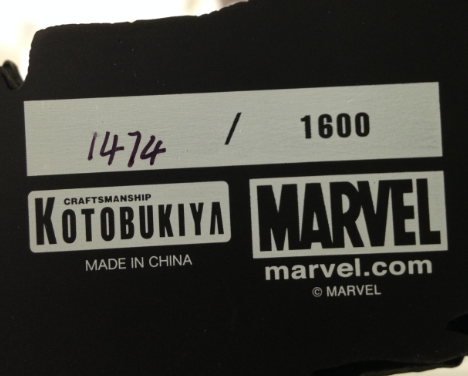 1474 / 1600
CRAFTSMANSHIP
KOTOBUKIYA
MADE IN CHINA
MARVEL
marvel.com
© MARVEL